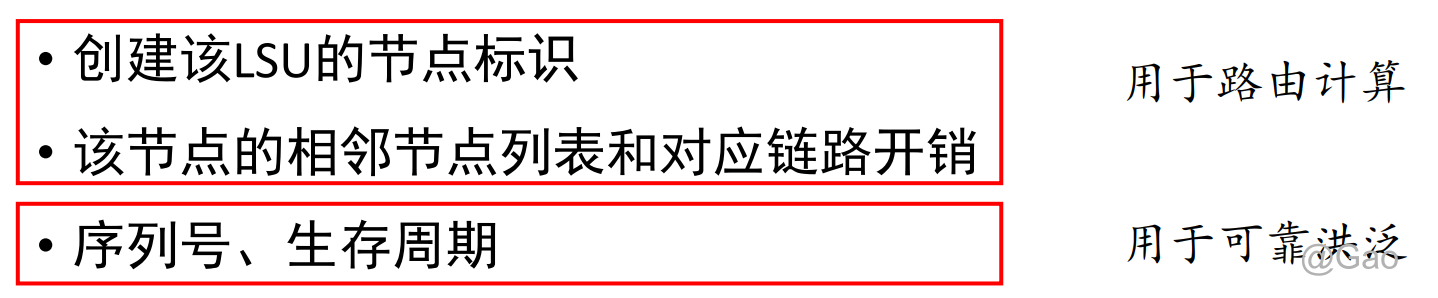 • 创建该LSU的节点标识
用于路由计算
• 该节点的相邻节点列表和对应链路开销
• 序列号、生存周期
用于可靠洪泛
@Gao